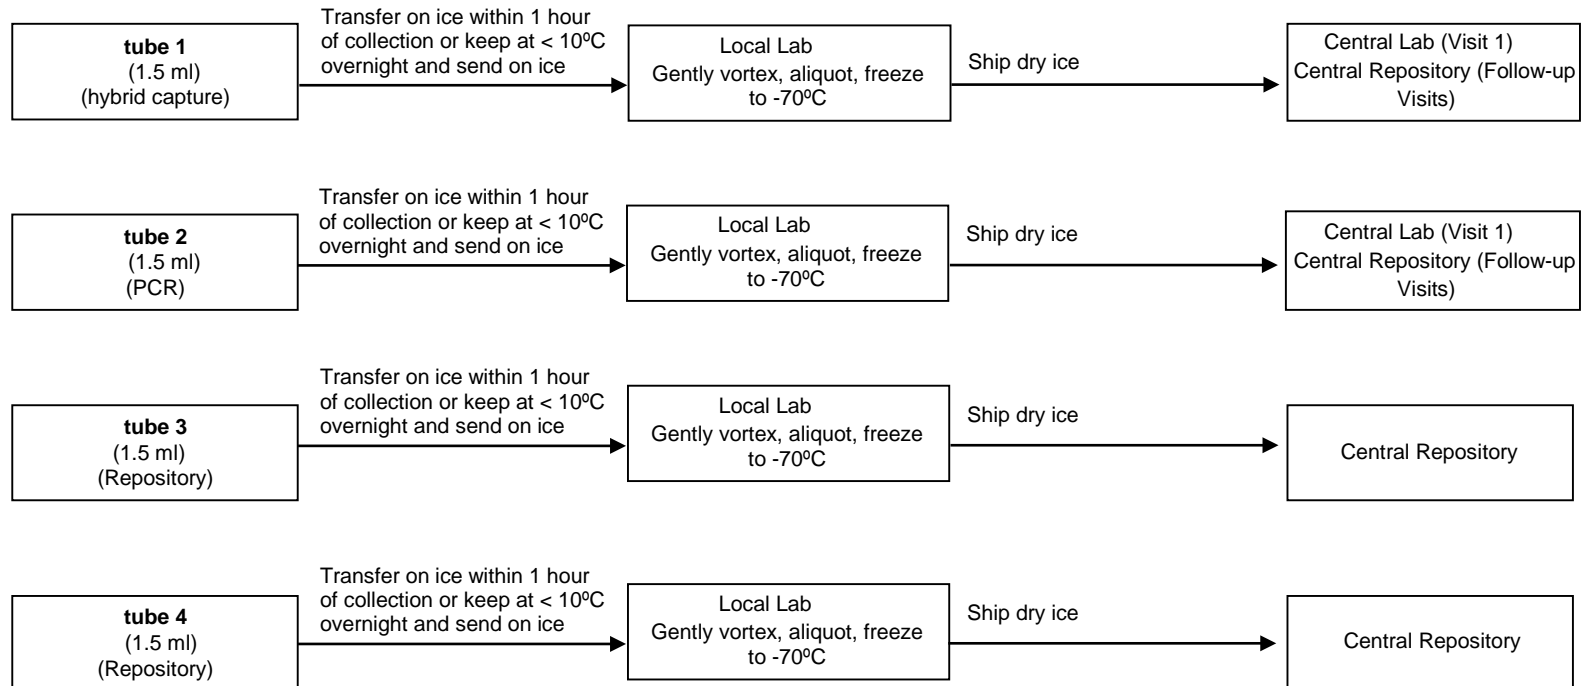 tube 1
(1.5 ml)
(hybrid capture)
Transfer on ice within 1 hour
of collection or keep at < 10ºC
overnight and send on ice
Local Lab
Gently vortex, aliquot, freeze
to -70ºC
Ship dry ice
Central Lab (Visit 1)
Central Repository (Follow-up
Visits)
tube 2
(1.5 ml)
(PCR)
Transfer on ice within 1 hour
of collection or keep at < 10ºC
overnight and send on ice
Local Lab
Gently vortex, aliquot, freeze
to -70ºC
Ship dry ice
Central Lab (Visit 1)
Central Repository (Follow-up
Visits)
tube 3
(1.5 ml)
(Repository)
Transfer on ice within 1 hour
of collection or keep at < 10ºC
overnight and send on ice
Local Lab
Gently vortex, aliquot, freeze
to -70ºC
Ship dry ice
Central Repository
tube 4
(1.5 ml)
(Repository)
Transfer on ice within 1 hour
of collection or keep at < 10ºC
overnight and send on ice
Local Lab
Gently vortex, aliquot, freeze
to -70ºC
Ship dry ice
Central Repository